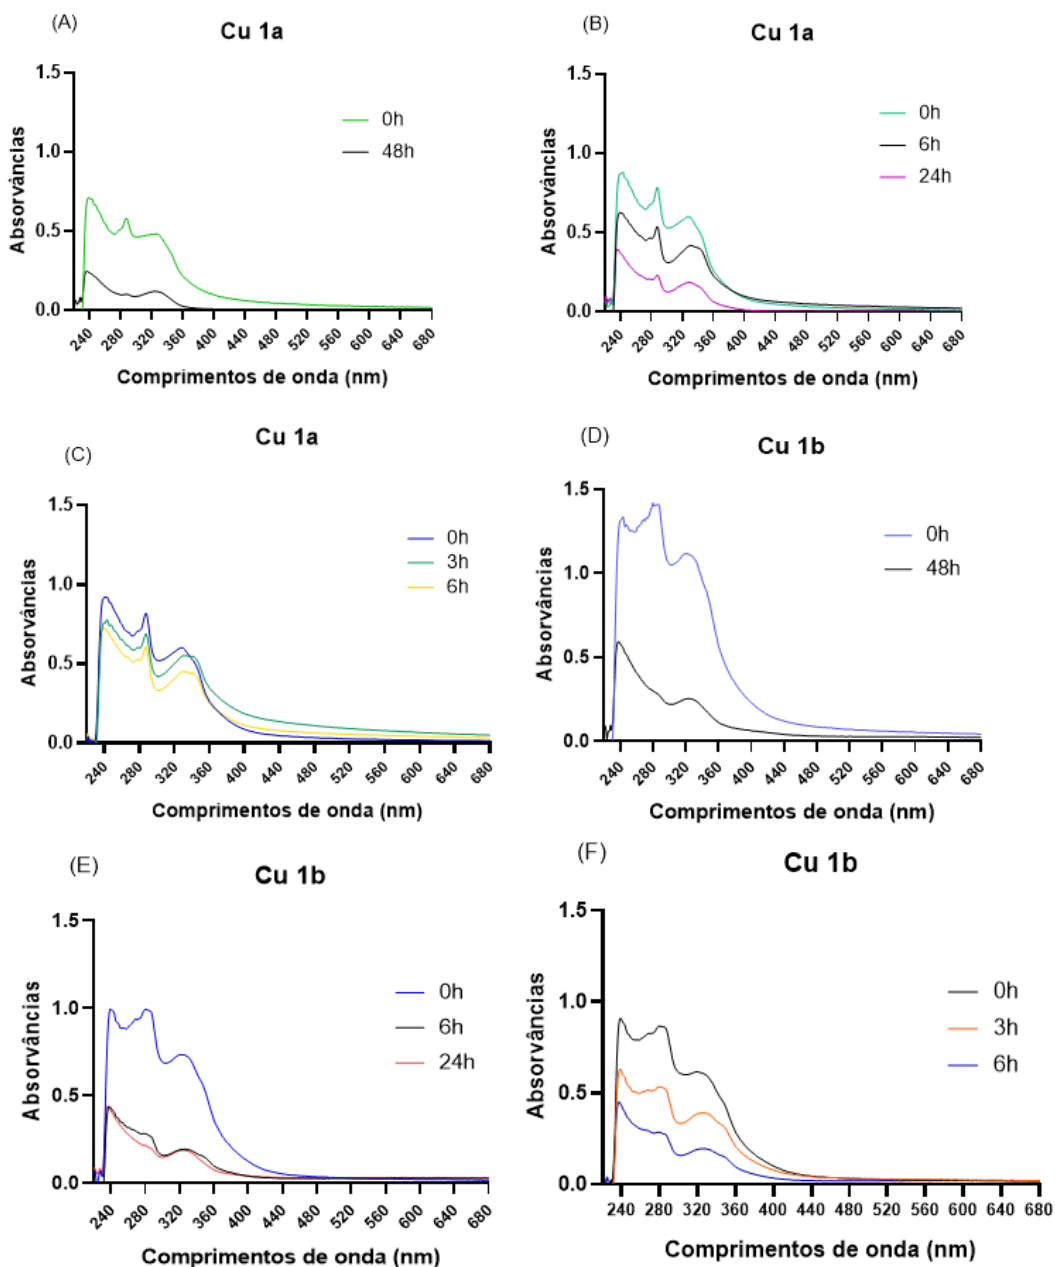 (A)
Cu 1a
1.5
1.0
0.5
0.0
Absorvâncias
0h
48h
240 280 320 360 400 440 480 520 560 600 640 680
Comprimentos de onda (nm)
(B)
Cu 1a
1.5
1.0
0.5
0.0
Absorvâncias
0h
6h
24h
240 280 320 360 400 440 480 520 560 600 640 680
Comprimentos de onda (nm)
(C)
Cu 1a
1.5
1.0
0.5
0.0
Absorvâncias
0h
3h
6h
240 280 320 360 400 440 480 520 560 600 640 680
Comprimentos de onda (nm)
(D)
Cu 1b
1.5
1.0
0.5
0.0
Absorvâncias
0h
48h
240 280 320 360 400 440 480 520 560 600 640 680
Comprimentos de onda (nm)
(E)
Cu 1b
1.5
1.0
0.5
0.0
Absorvâncias
0h
6h
24h
240 280 320 360 400 440 480 520 560 600 640 680
Comprimentos de onda (nm)
(F)
Cu 1b
1.5
1.0
0.5
0.0
Absorvâncias
0h
3h
6h
240 280 320 360 400 440 480 520 560 600 640 680
Comprimentos de onda (nm)